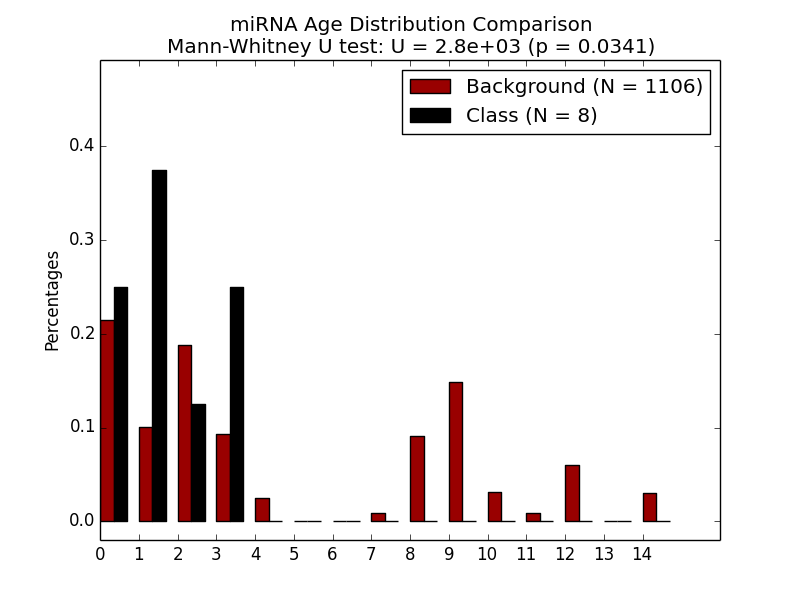 miRNA Age Distribution Comparison
Mann-Whitney U test: U = 2.8e+03 (p = 0.0341)
Background (N = 1106)
Class (N = 8)
Percentages
0.4
0.3
0.2
0.1
0.0
0 1 2 3 4 5 6 7 8 9 10 11 12 13 14